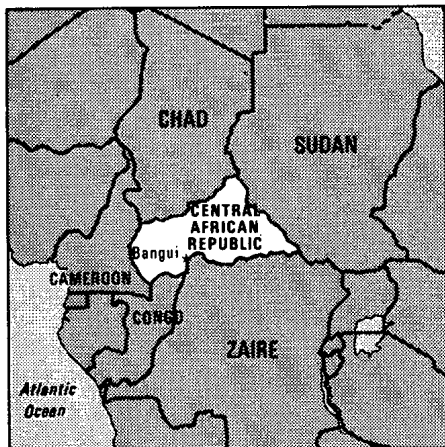 CHAD
SUDAN
CENTRAL
AFRICAN
REPUBLIC
Bangui
CAMEROON
CONGO
ZAIRE
Atlantic
Ocean